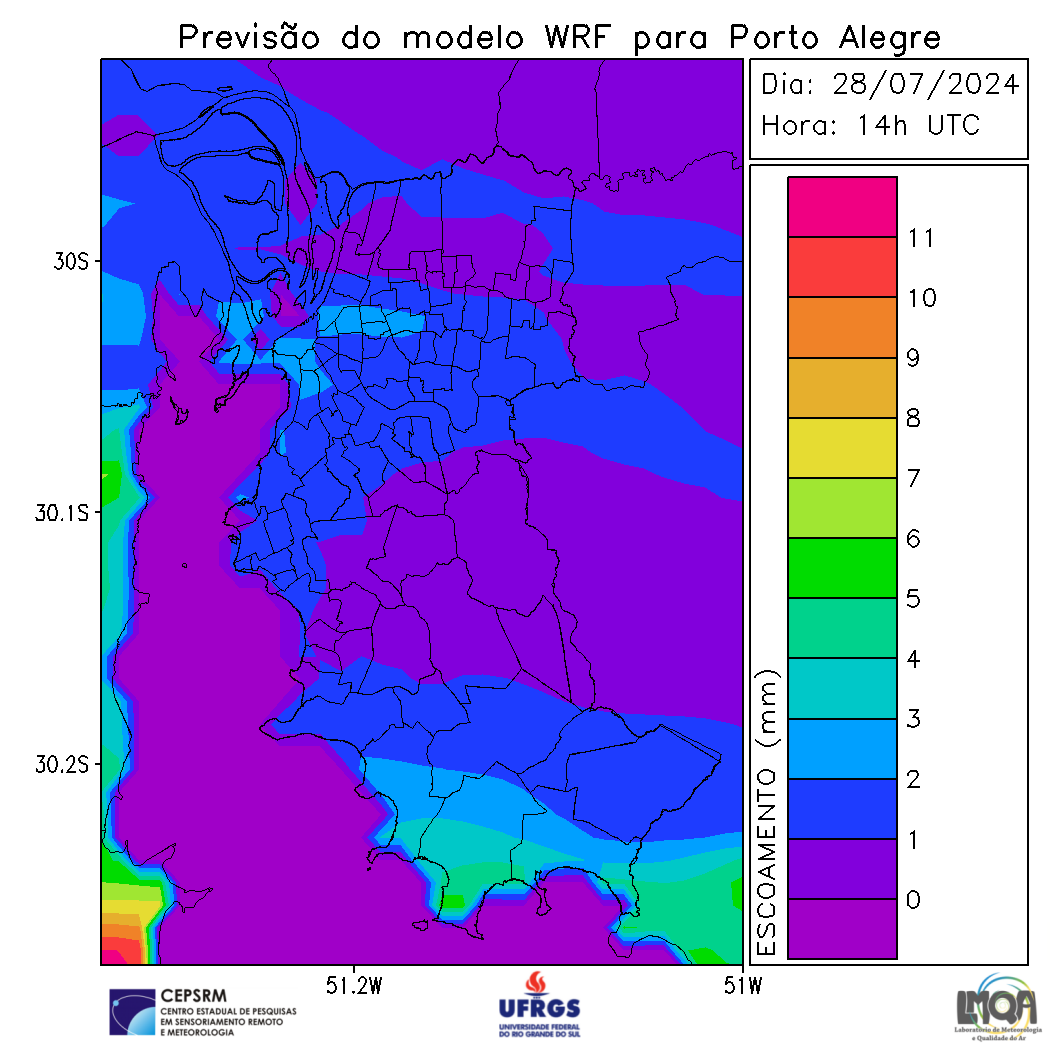 Previsão do modelo WRF para Porto Alegre
Dia: 28/07/2024
Hora: 14h UTC
30S
30.1S
30.2S
51.2W
51W
ESCOAMENTO (mm)
11
10
9
8
7
6
5
4
3
2
1
0
CEPSRM
CENTRO ESTADUAL DE PESQUISAS
EM SENSORIAMENTO REMOTO
E METEOROLOGIA
UFRGS
UNIVERSIDADE FEDERAL
DO RIO GRANDE DO SUL
LMQA
Laboratório de Meteorologia
e Qualidade do Ar